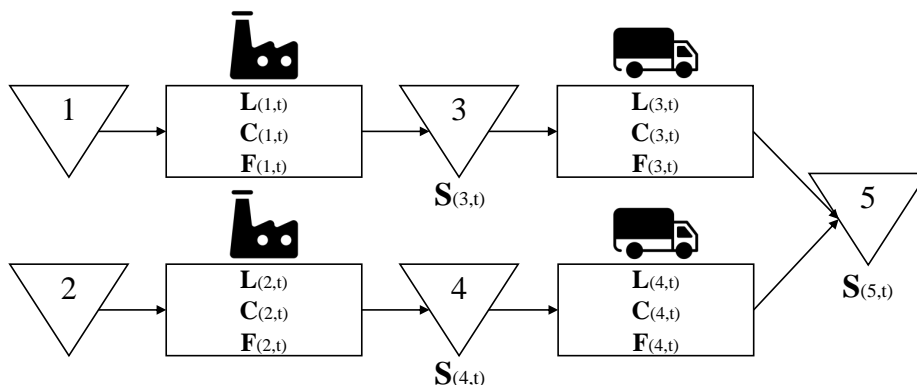 1
L(1,t)
C(1,t)
F(1,t)
3
S(3,t)
L(3,t)
C(3,t)
F(3,t)
5
S(5,t)
2
L(2,t)
C(2,t)
F(2,t)
4
S(4,t)
L(4,t)
C(4,t)
F(4,t)